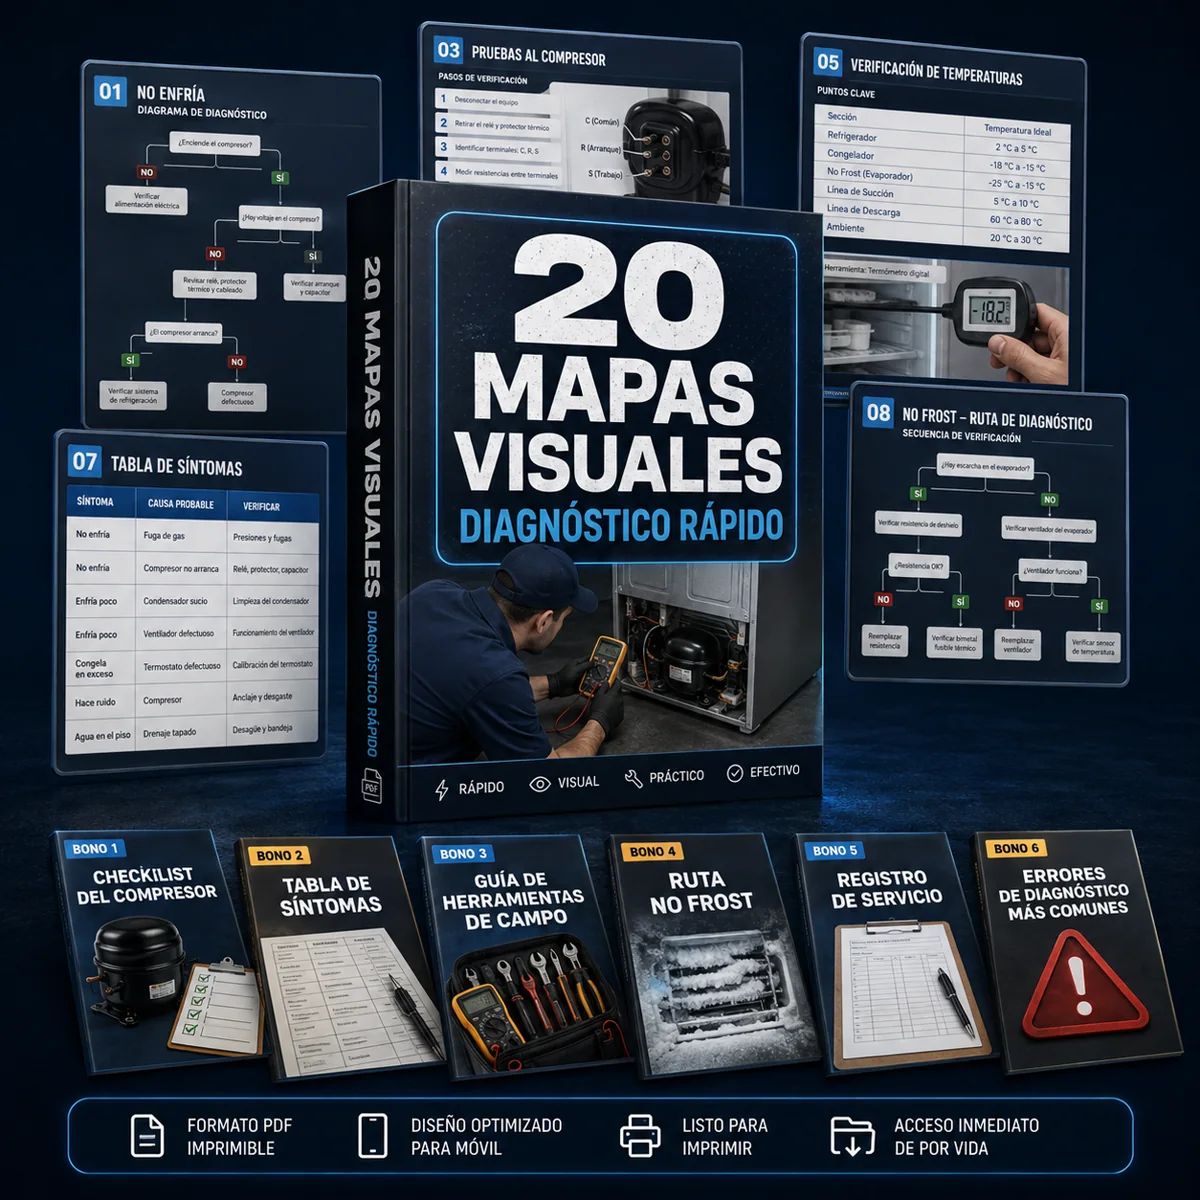 01 NO ENFRÍA
DIAGRAMA DE DIAGNÓSTICO
¿Enciende el compresor?
NO
SÍ
Verificar
alimentación eléctrica
¿Hay voltaje en el compresor?
NO
SÍ
Revisar relé, protector
térmico y cableado
Verificar arranque
y capacitor
¿El compresor arranca?
SÍ
NO
Verificar sistema
de refrigeración
Compresor
defectuoso
03 PRUEBAS AL COMPRESOR
PASOS DE VERIFICACIÓN
1 Desconectar el equipo
2 Retirar el relé y protector térmico
3 Identificar terminales: C, R, S
4 Medir resistencias entre terminales
C (Común)
R (Arranque)
S (Trabajo)
05 VERIFICACIÓN DE TEMPERATURAS
PUNTOS CLAVE
Sección Temperatura Ideal
Refrigerador 2 °C a 5 °C
Congelador -18 °C a -15 °C
No Frost (Evaporador) -25 °C a -15 °C
Línea de Succión 5 °C a 10 °C
Línea de Descarga 60 °C a 80 °C
Ambiente 20 °C a 30 °C
Herramienta: Termómetro digital
-18.2°
07 TABLA DE SÍNTOMAS
SÍNTOMA CAUSA PROBABLE VERIFICAR
No enfría Fuga de gas Presiones y fugas
No enfría Compresor no arranca Relé, protector, capacitor
Enfría poco Condensador sucio Limpieza del condensador
Enfría poco Ventilador defectuoso Funcionamiento del ventilador
Congela
en exceso Termostato defectuoso Calibración del termostato
Hace ruido Compresor Anclaje y desgaste
Agua en el piso Drenaje tapado Desagüe y bandeja
20 MAPAS VISUALES DIAGNÓSTICO RÁPIDO
PDF
20
MAPAS
VISUALES
DIAGNÓSTICO RÁPIDO
RÁPIDO
VISUAL
PRÁCTICO
EFECTIVO
08 NO FROST – RUTA DE DIAGNÓSTICO
SECUENCIA DE VERIFICACIÓN
¿Hay escarcha en el evaporador?
SÍ
NO
Verificar resistencia de deshielo
Verificar ventilador del evaporador
¿Resistencia OK?
¿Ventilador funciona?
NO
SÍ
NO
SÍ
Reemplazar
resistencia
Verificar bimetal
fusible térmico
Reemplazar
ventilador
Verificar sensor
de temperatura
BONO 1
CHECKLIST
DEL COMPRESOR
BONO 2
TABLA DE
SÍNTOMAS
BONO 3
GUÍA DE
HERRAMIENTAS
DE CAMPO
BONO 4
RUTA
NO FROST
BONO 5
REGISTRO
DE SERVICIO
BONO 6
ERRORES
DE DIAGNÓSTICO
MÁS COMUNES
FORMATO PDF
IMPRIMIBLE
DISEÑO OPTIMIZADO
PARA MÓVIL
LISTO PARA
IMPRIMIR
ACCESO INMEDIATO
DE POR VIDA